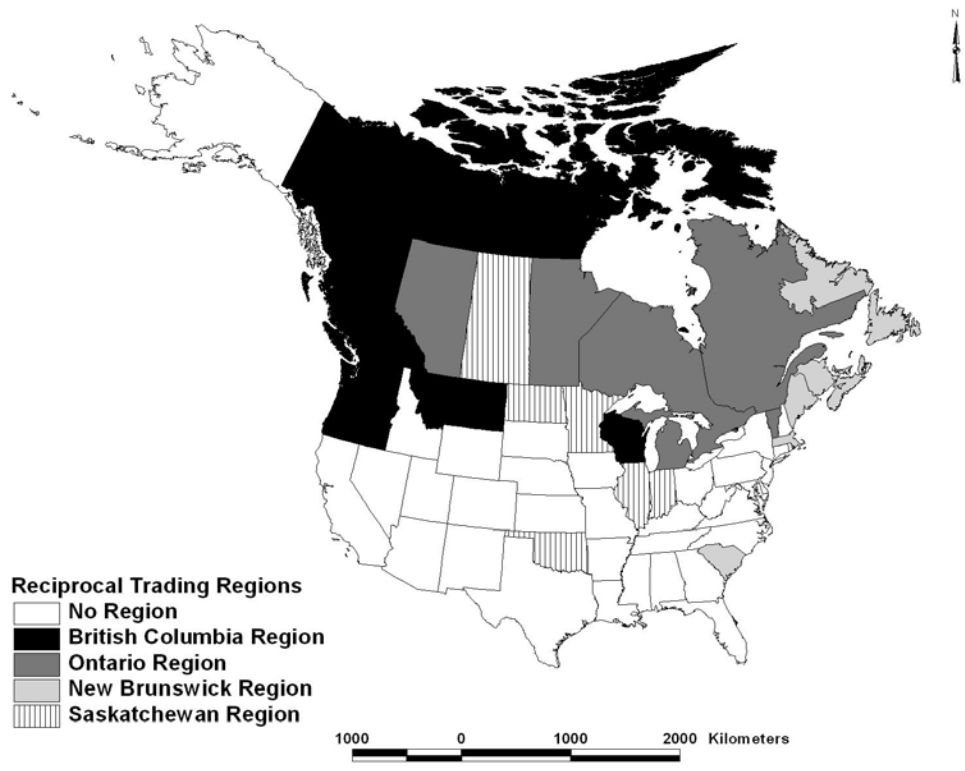 N
Reciprocal Trading Regions
No Region
British Columbia Region
Ontario Region
New Brunswick Region
Saskatchewan Region
1000 0 1000 2000 Kilometers